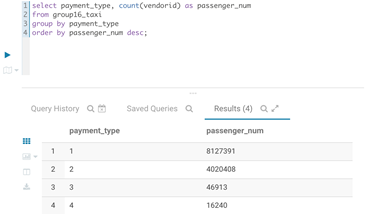 1 select payment_type, count(vendorid) as passenger_num
2 from group16_taxi
3 group by payment_type
4 order by passenger_num desc;
Query History Saved Queries Results (4)
payment_type passenger_num
1 1 8127391
2 2 4020408
3 3 46913
4 4 16240